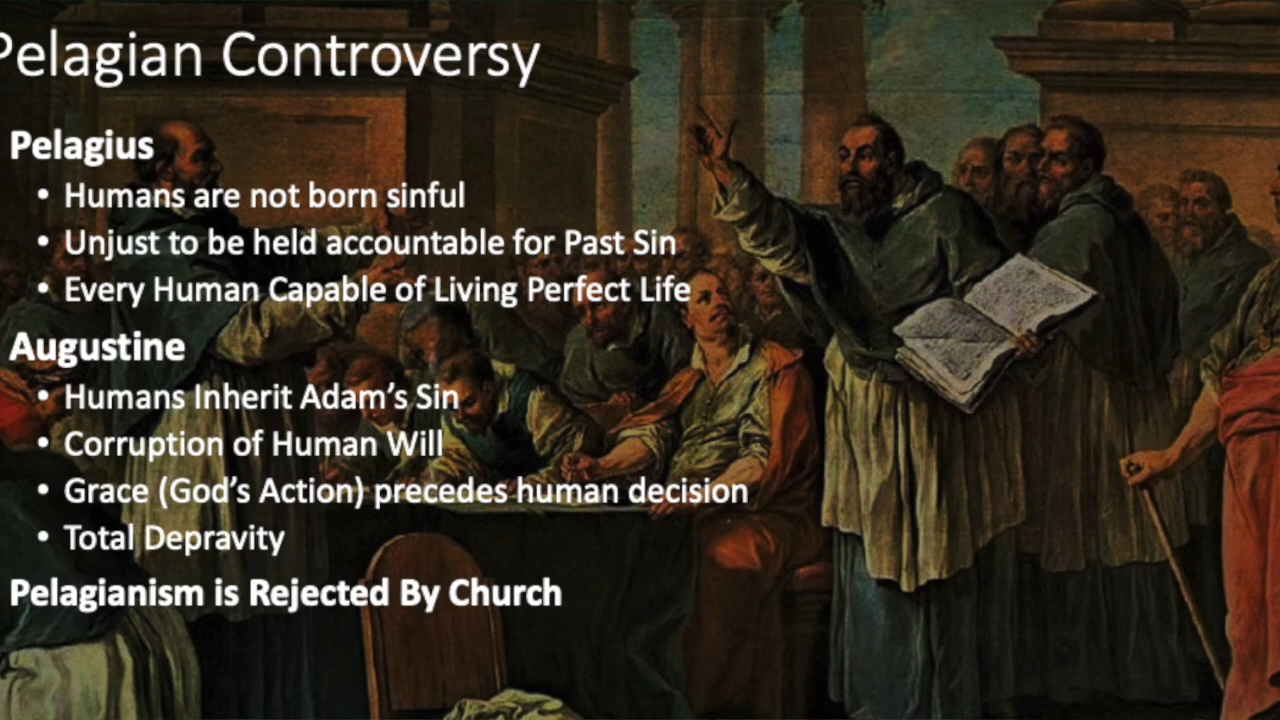 Pelagian Controversy
Pelagius
• Humans are not born sinful
• Unjust to be held accountable for Past Sin
• Every Human Capable of Living Perfect Life
Augustine
• Humans Inherit Adam's Sin
• Corruption of Human Will
• Grace (God's Action) precedes human decision
• Total Depravity
Pelagianism is Rejected By Church